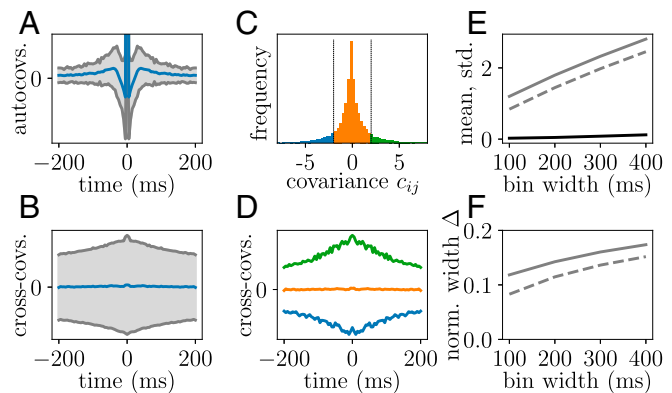 A
autocovs.
0
−200
0
200
time (ms)
C
frequency
-5
0
5
covariance c_{ij}
E
mean, std.
2
0
100
200
300
400
bin width (ms)
B
cross-covs.
0
−200
0
200
time (ms)
D
cross-covs.
0
−200
0
200
time (ms)
F
norm. width Δ
0.2
0.1
0.0
100
200
300
400
bin width (ms)